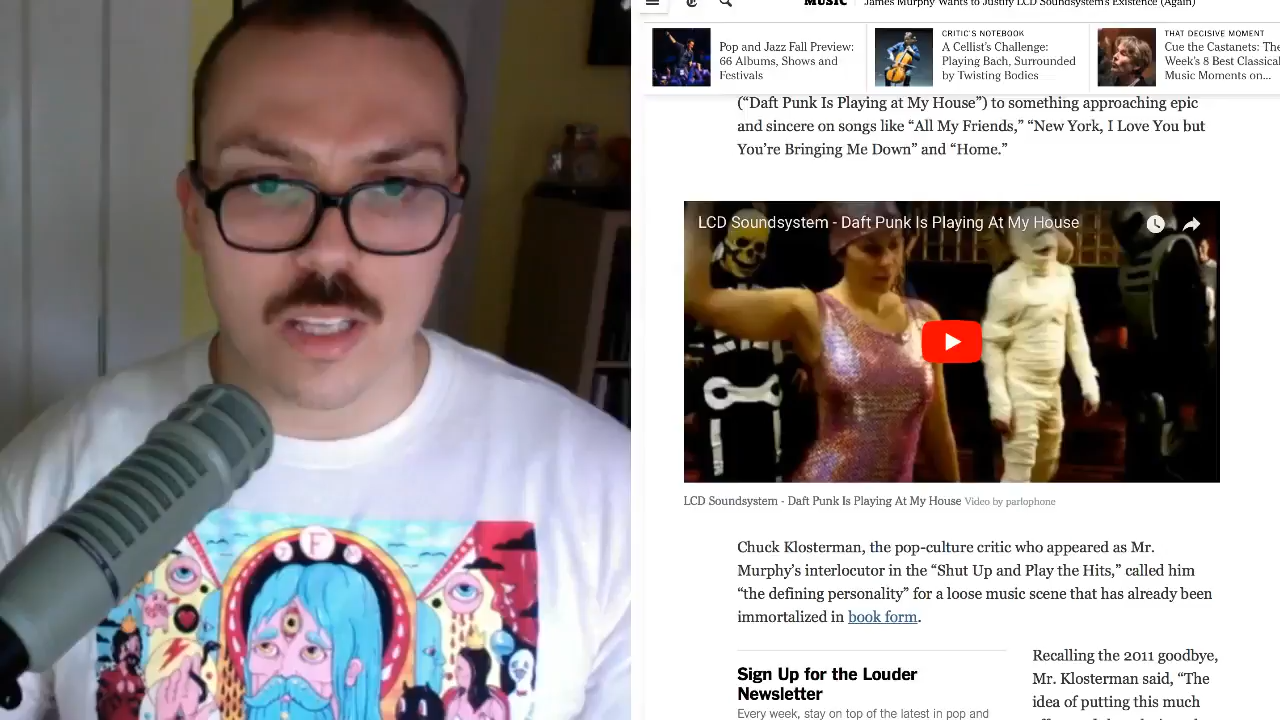 MUSIC James Murphy Wants to Justify LCD Soundsystem's Existence (Again)
Pop and Jazz Fall Preview:
66 Albums, Shows and
Festivals
CRITIC'S NOTEBOOK
A Cellist's Challenge:
Playing Bach, Surrounded
by Twisting Bodies
THAT DECISIVE MOMENT
Cue the Castanets: The
Week's 8 Best Classical
Music Moments on...
(“Daft Punk Is Playing at My House”) to something approaching epic
and sincere on songs like “All My Friends,” “New York, I Love You but
You're Bringing Me Down” and “Home.”
LCD Soundsystem - Daft Punk Is Playing At My House
LCD Soundsystem - Daft Punk Is Playing At My House Video by parlophone
Chuck Klosterman, the pop-culture critic who appeared as Mr.
Murphy's interlocutor in the “Shut Up and Play the Hits,” called him
“the defining personality” for a loose music scene that has already been
immortalized in book form.
Sign Up for the Louder
Newsletter
Every week, stay on top of the latest in pop and
Recalling the 2011 goodbye,
Mr. Klosterman said, “The
idea of putting this much
F